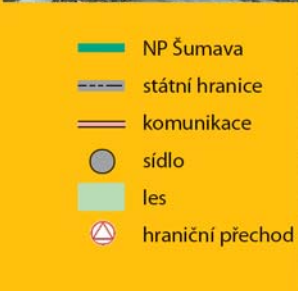 NP Šumava
státní hranice
komunikace
sídlo
les
hraniční přechod